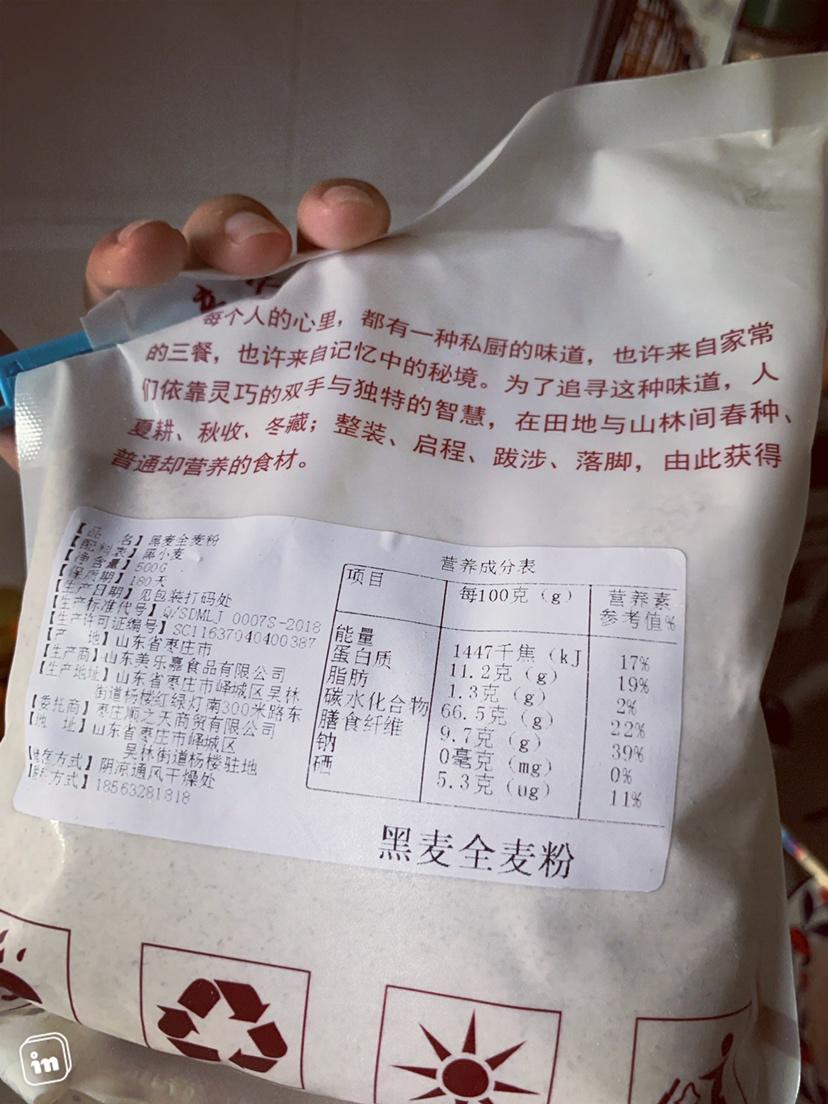 每个人的心里，都有一种私厨的味道，也许来自家常
的三餐，也许来自记忆中的秘境。为了追寻这种味道，人
们依靠灵巧的双手与独特的智慧，在田地与山林间春种、
夏耕、秋收、冬藏；整装、启程、跋涉、落脚，由此获得
普通却营养的食材。
【品 名】黑麦全麦粉
【配料表】黑小麦
【净含量】500G
【保质期】180天
【生产日期】见包装打码处
【生产标准代号】Q/SDMLJ 0007S-2018
【生产许可证编号】SC11637040400387
【产 地】山东省枣庄市
【生产商】山东美乐嘉食品有限公司
【生产地址】山东省枣庄市峄城区吴林
街道杨楼红绿灯南300米路东
【委托商】枣庄顺之天商贸有限公司
【地 址】山东省枣庄市峄城区
吴林街道杨楼驻地
方式】阴凉通风干燥处
方式】18563281818
营养成分表
项目 每100克（g） 营养素参考值%
能量 1447千焦（kJ 17%
蛋白质 11.2克（g） 19%
脂肪 1.3克（g） 2%
碳水化合物 66.5克（g） 22%
膳食纤维 9.7克（g） 39%
钠 0毫克（mg） 0%
硒 5.3克（ug） 11%
黑麦全麦粉
in